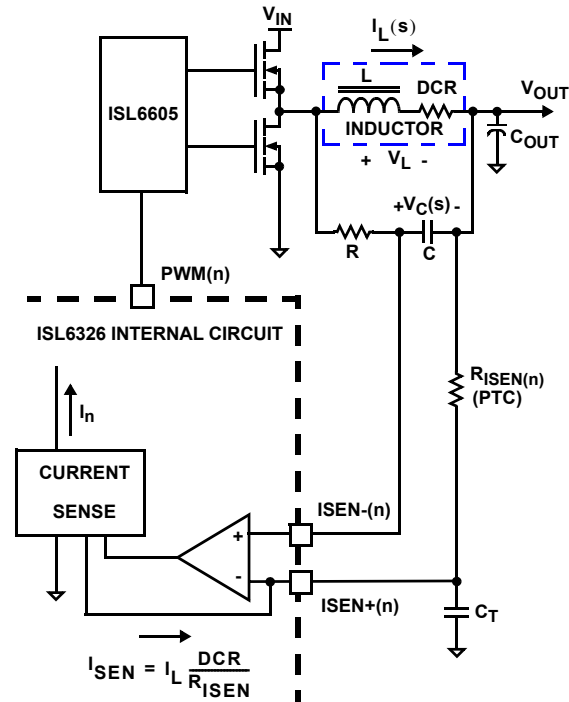 V_IN
I_L(s)
L
DCR
V_OUT
ISL6605
INDUCTOR
C_OUT
+ V_L -
+V_C(s) -
R
C
PWM(n)
ISL6326 INTERNAL CIRCUIT
R_ISEN(n)
(PTC)
I_n
CURRENT
SENSE
ISEN-(n)
+
-
ISEN+(n)
C_T
I_SEN = I_L DCR/R_ISEN